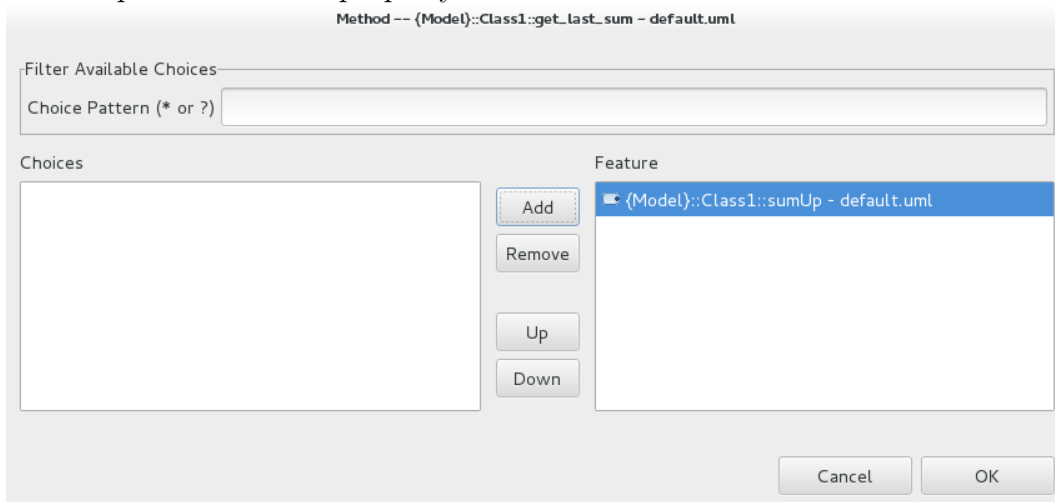 Method -- {Model}::Class1::get_last_sum - default.uml
Filter Available Choices
Choice Pattern (* or ?)
Choices
Feature
Add
{Model}::Class1::sumUp - default.uml
Remove
Up
Down
Cancel
OK